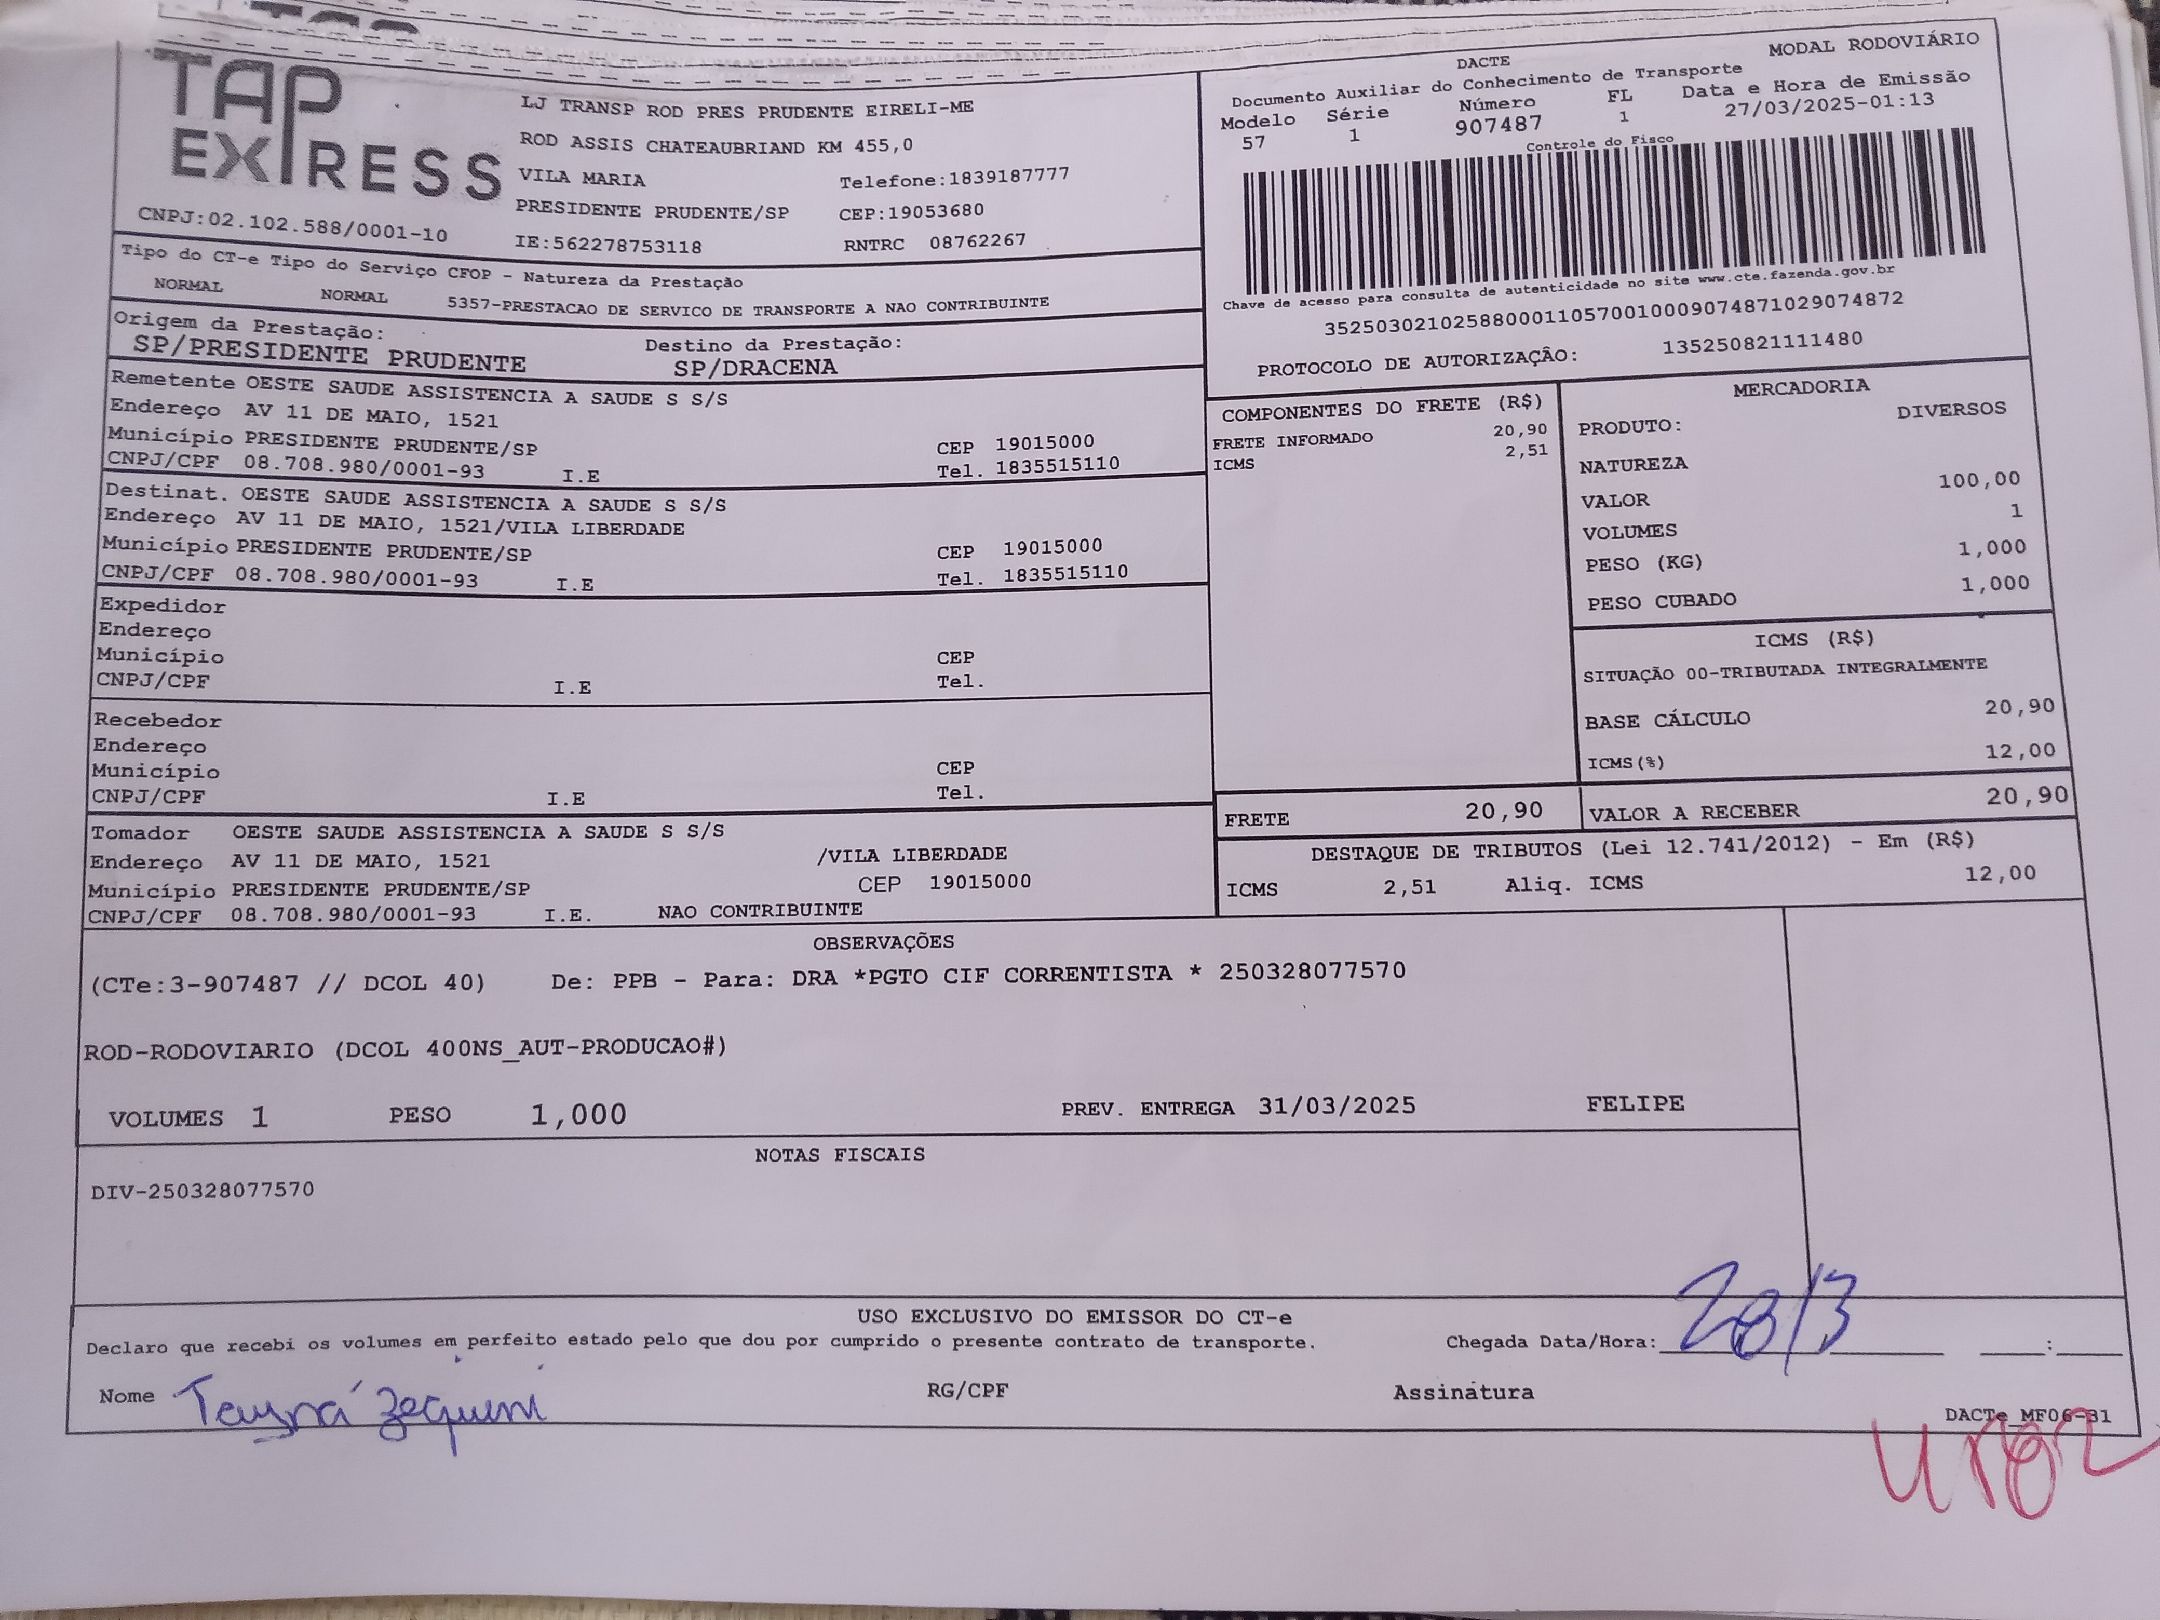 TAP
EXPRESS
CNPJ:02.102.588/0001-10
LJ TRANSP ROD PRES PRUDENTE EIRELI-ME
ROD ASSIS CHATEAUBRIAND KM 455,0
VILA MARIA Telefone:1839187777
PRESIDENTE PRUDENTE/SP CEP:19053680
IE:562278753118 RNTRC 08762267
DACTE MODAL RODOVIÁRIO
Documento Auxiliar do Conhecimento de Transporte
Modelo Série Número FL Data e Hora de Emissão
57 1 907487 1 27/03/2025-01:13
Controle do Fisco
Chave de acesso para consulta de autenticidade no site www.cte.fazenda.gov.br
35250302102588000110570010009074871029074872
PROTOCOLO DE AUTORIZAÇÃO: 135250821111480
Tipo do CT-e Tipo do Serviço CFOP - Natureza da Prestação
NORMAL NORMAL 5357-PRESTACAO DE SERVICO DE TRANSPORTE A NAO CONTRIBUINTE
Origem da Prestação: Destino da Prestação:
SP/PRESIDENTE PRUDENTE SP/DRACENA
Remetente OESTE SAUDE ASSISTENCIA A SAUDE S S/S
Endereço AV 11 DE MAIO, 1521
Município PRESIDENTE PRUDENTE/SP CEP 19015000
CNPJ/CPF 08.708.980/0001-93 I.E Tel. 1835515110
Destinat. OESTE SAUDE ASSISTENCIA A SAUDE S S/S
Endereço AV 11 DE MAIO, 1521/VILA LIBERDADE
Município PRESIDENTE PRUDENTE/SP CEP 19015000
CNPJ/CPF 08.708.980/0001-93 I.E Tel. 1835515110
Expedidor
Endereço
Município CEP
CNPJ/CPF I.E Tel.
Recebedor
Endereço
Município CEP
CNPJ/CPF I.E Tel.
Tomador OESTE SAUDE ASSISTENCIA A SAUDE S S/S
Endereço AV 11 DE MAIO, 1521 /VILA LIBERDADE
Município PRESIDENTE PRUDENTE/SP CEP 19015000
CNPJ/CPF 08.708.980/0001-93 I.E. NAO CONTRIBUINTE
COMPONENTES DO FRETE (R$)
FRETE INFORMADO 20,90
ICMS 2,51
MERCADORIA
PRODUTO: DIVERSOS
NATUREZA
VALOR 100,00
VOLUMES 1
PESO (KG) 1,000
PESO CUBADO 1,000
ICMS (R$)
SITUAÇÃO 00-TRIBUTADA INTEGRALMENTE
BASE CÁLCULO 20,90
ICMS(%) 12,00
FRETE 20,90 VALOR A RECEBER 20,90
DESTAQUE DE TRIBUTOS (Lei 12.741/2012) - Em (R$)
ICMS 2,51 Aliq. ICMS 12,00
OBSERVAÇÕES
(CTe:3-907487 // DCOL 40) De: PPB - Para: DRA *PGTO CIF CORRENTISTA * 250328077570
ROD-RODOVIARIO (DCOL 400NS_AUT-PRODUCAO#)
VOLUMES 1 PESO 1,000 PREV. ENTREGA 31/03/2025 FELIPE
NOTAS FISCAIS
DIV-250328077570
USO EXCLUSIVO DO EMISSOR DO CT-e
Declaro que recebi os volumes em perfeito estado pelo que dou por cumprido o presente contrato de transporte. Chegada Data/Hora: 28/3 :
Nome Tayná Zequini RG/CPF Assinatura
DACTe_MF06-31